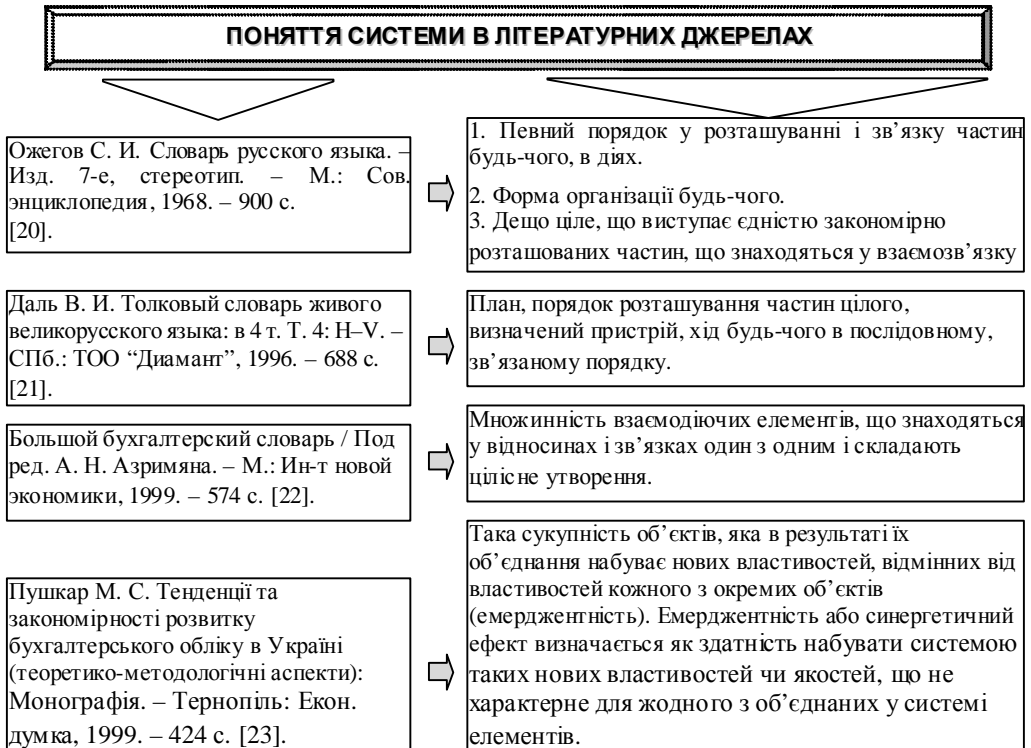 ПОНЯТТЯ СИСТЕМИ В ЛІТЕРАТУРНИХ ДЖЕРЕЛАХ
Ожегов С. И. Словарь русского языка. –
Изд. 7-е, стереотип. – М.: Сов.
энциклопедия, 1968. – 900 с.
[20].
1. Певний порядок у розташуванні і зв’язку частин
будь-чого, в діях.
2. Форма організації будь-чого.
3. Дещо ціле, що виступає єдністю закономірно
розташованих частин, що знаходяться у взаємозв’язку
Даль В. И. Толковый словарь живого
великорусского языка: в 4 т. Т. 4: Н–V. –
СПб.: ТОО “Диамант”, 1996. – 688 с.
[21].
План, порядок розташування частин цілого,
визначений пристрій, хід будь-чого в послідовному,
зв’язаному порядку.
Большой бухгалтерский словарь / Под
ред. А. Н. Азримяна. – М.: Ин-т новой
экономики, 1999. – 574 с. [22].
Множинність взаємодіючих елементів, що знаходяться
у відносинах і зв’язках один з одним і складають
цілісне утворення.
Пушкар М. С. Тенденції та
закономірності розвитку
бухгалтерського обліку в Україні
(теоретико-методологічні аспекти):
Монографія. – Тернопіль: Екон.
думка, 1999. – 424 с. [23].
Така сукупність об’єктів, яка в результаті їх
об’єднання набуває нових властивостей, відмінних від
властивостей кожного з окремих об’єктів
(емерджентність). Емерджентність або синергетичний
ефект визначається як здатність набувати системою
таких нових властивостей чи якостей, що не
характерне для жодного з об’єднаних у системі
елементів.